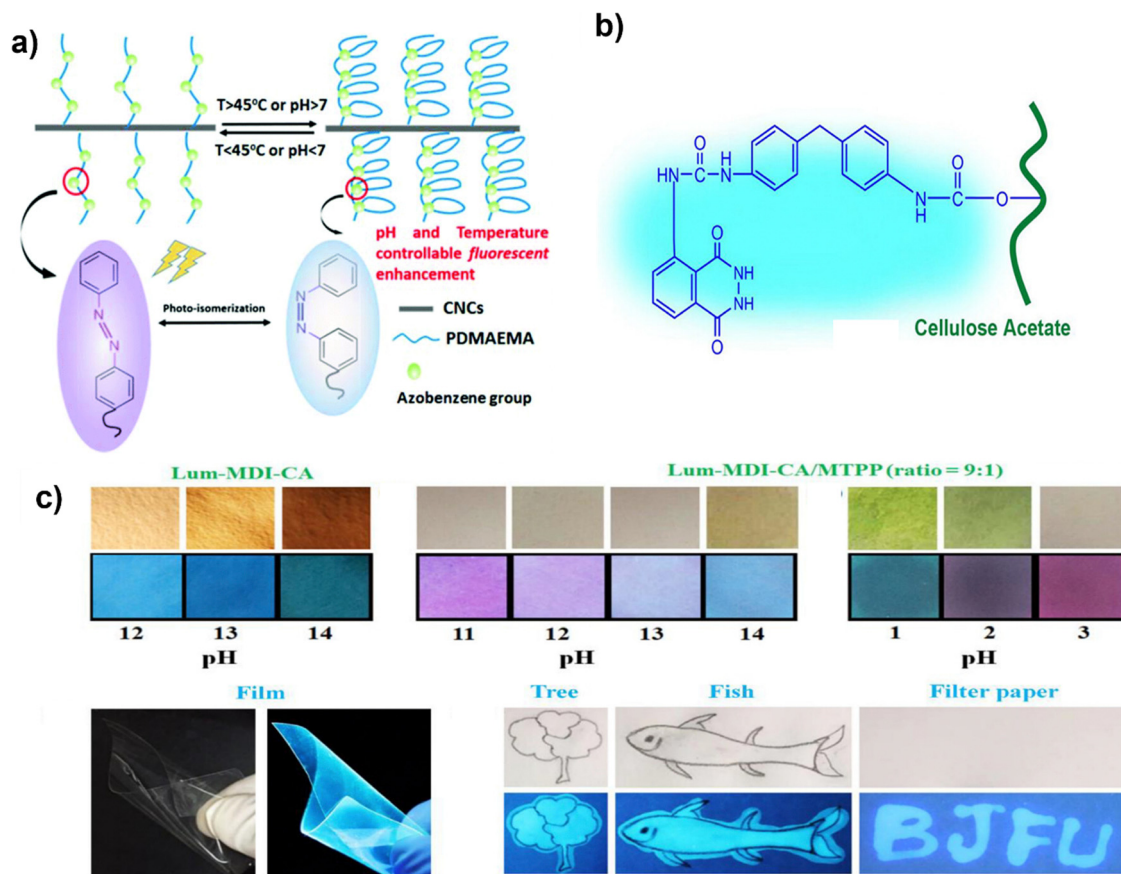 a)
T>45°C or pH>7
T<45°C or pH<7
pH and Temperature
controllable fluorescent
enhancement
N
N
Photo-isomerization
N
N
CNCs
PDMAEMA
Azobenzene group
b)
O
NH
C
NH
O
NH
C
O
H
O
NH
NH
O
Cellulose Acetate
c)
Lum-MDI-CA
Lum-MDI-CA/MTPP (ratio = 9:1)
12 13 14
pH
11 12 13 14
pH
1 2 3
pH
Film
Tree
Fish
Filter paper
BJFU